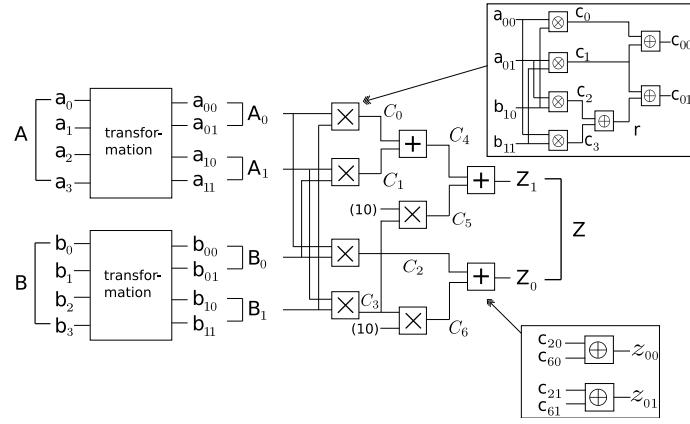 A
a0
a1
a2
a3
transfor-
mation
a00
a01
a10
a11
A0
A1
B
b0
b1
b2
b3
transfor-
mation
b00
b01
b10
b11
B0
B1
C0
C1
C2
C3
C4
(10)
C5
(10)
C6
Z1
Z0
Z
a00
a01
b10
b11
c0
c1
c2
c3
r
c00
c01
c20
c60
z00
c21
c61
z01